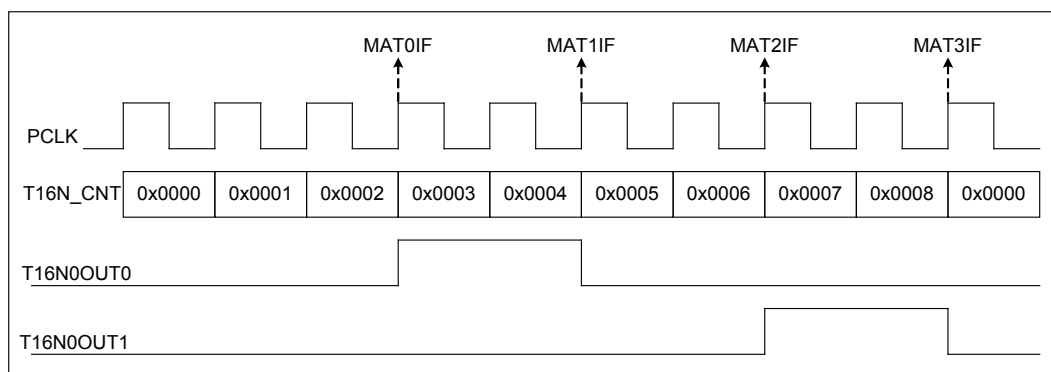 MAT0IF MAT1IF MAT2IF MAT3IF
PCLK
T16N_CNT 0x0000 0x0001 0x0002 0x0003 0x0004 0x0005 0x0006 0x0007 0x0008 0x0000
T16N0OUT0
T16N0OUT1